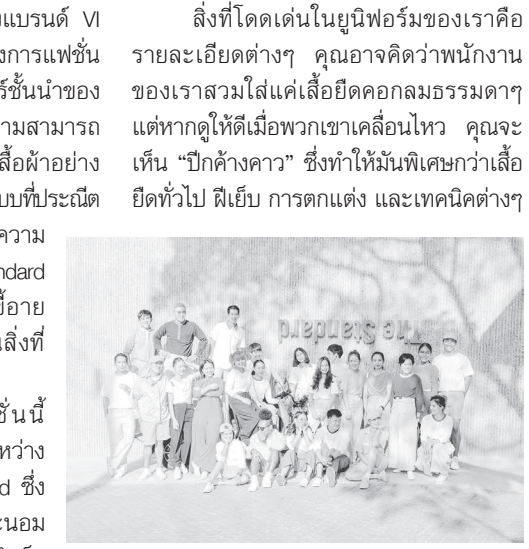 งแบรนด์ VI
งการแฟชั่น
ร์ชั้นนำของ
ามสามารถ
สื้อผ้าอย่าง
บบที่ประณีต
ความ
ndard
ขี้อาย
นสิ่งที่
ชั่นนี้
หว่าง
d ซึ่ง
ะนอม
สิ่งที่โดดเด่นในยูนิฟอร์มของเราคือ
รายละเอียดต่างๆ คุณอาจคิดว่าพนักงาน
ของเราสวมใส่แค่เสื้อยืดคอกลมธรรมดาๆ
แต่หากดูให้ดีเมื่อพวกเขาเคลื่อนไหว คุณจะ
เห็น “ปีกค้างคาว” ซึ่งทำให้มันพิเศษกว่าเสื้อ
ยืดทั่วไป ฝีเย็บ การตกแต่ง และเทคนิคต่างๆ
The Standard